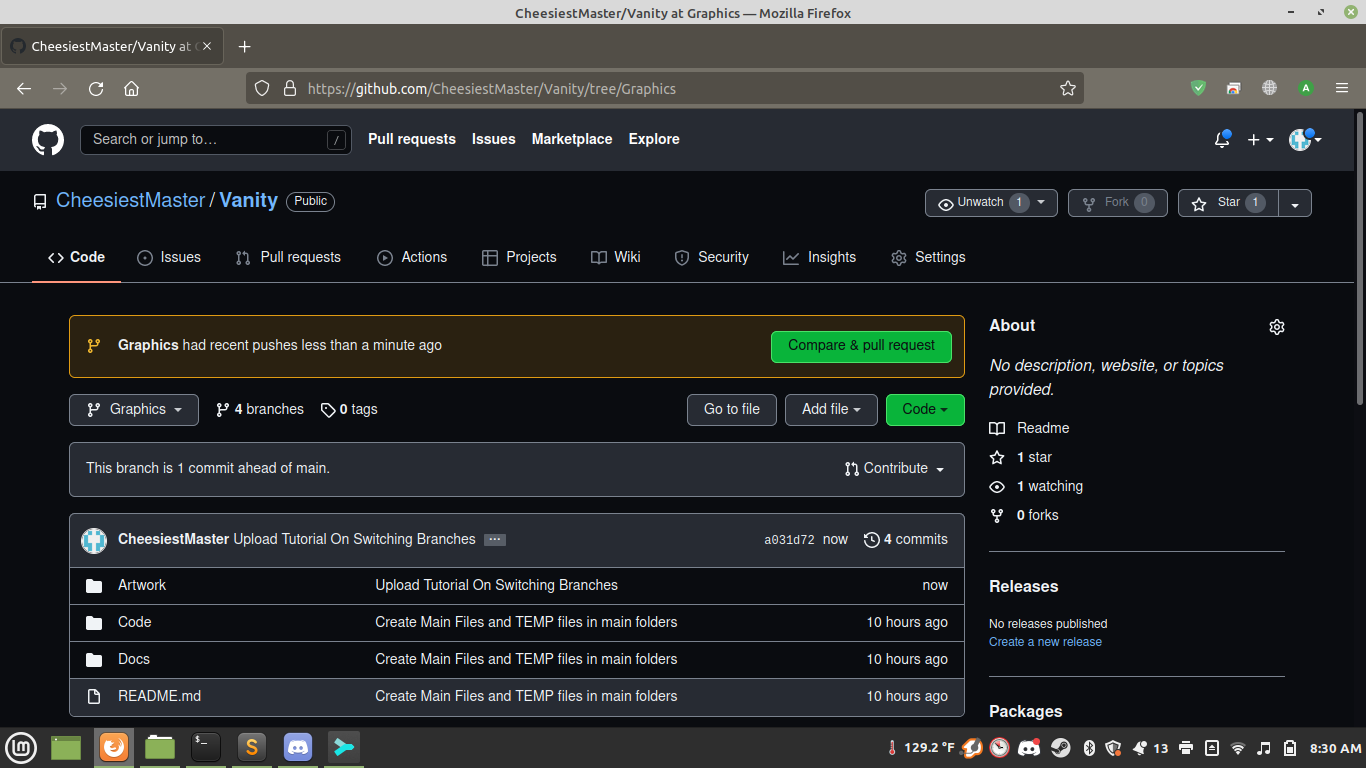 CheesiestMaster/Vanity at Graphics — Mozilla Firefox
CheesiestMaster/Vanity at
https://github.com/CheesiestMaster/Vanity/tree/Graphics
A
Search or jump to…
/
Pull requests Issues Marketplace Explore
CheesiestMaster / Vanity Public
Unwatch 1 Fork 0 Star 1
Code Issues Pull requests Actions Projects Wiki Security Insights Settings
Graphics had recent pushes less than a minute ago
Compare & pull request
Graphics 4 branches 0 tags
Go to file Add file Code
This branch is 1 commit ahead of main.
Contribute
CheesiestMaster Upload Tutorial On Switching Branches ... a031d72 now 4 commits
Artwork Upload Tutorial On Switching Branches now
Code Create Main Files and TEMP files in main folders 10 hours ago
Docs Create Main Files and TEMP files in main folders 10 hours ago
README.md Create Main Files and TEMP files in main folders 10 hours ago
About
No description, website, or topics
provided.
Readme
1 star
1 watching
0 forks
Releases
No releases published
Create a new release
Packages
$_
S
129.2 °F
13
8:30 AM